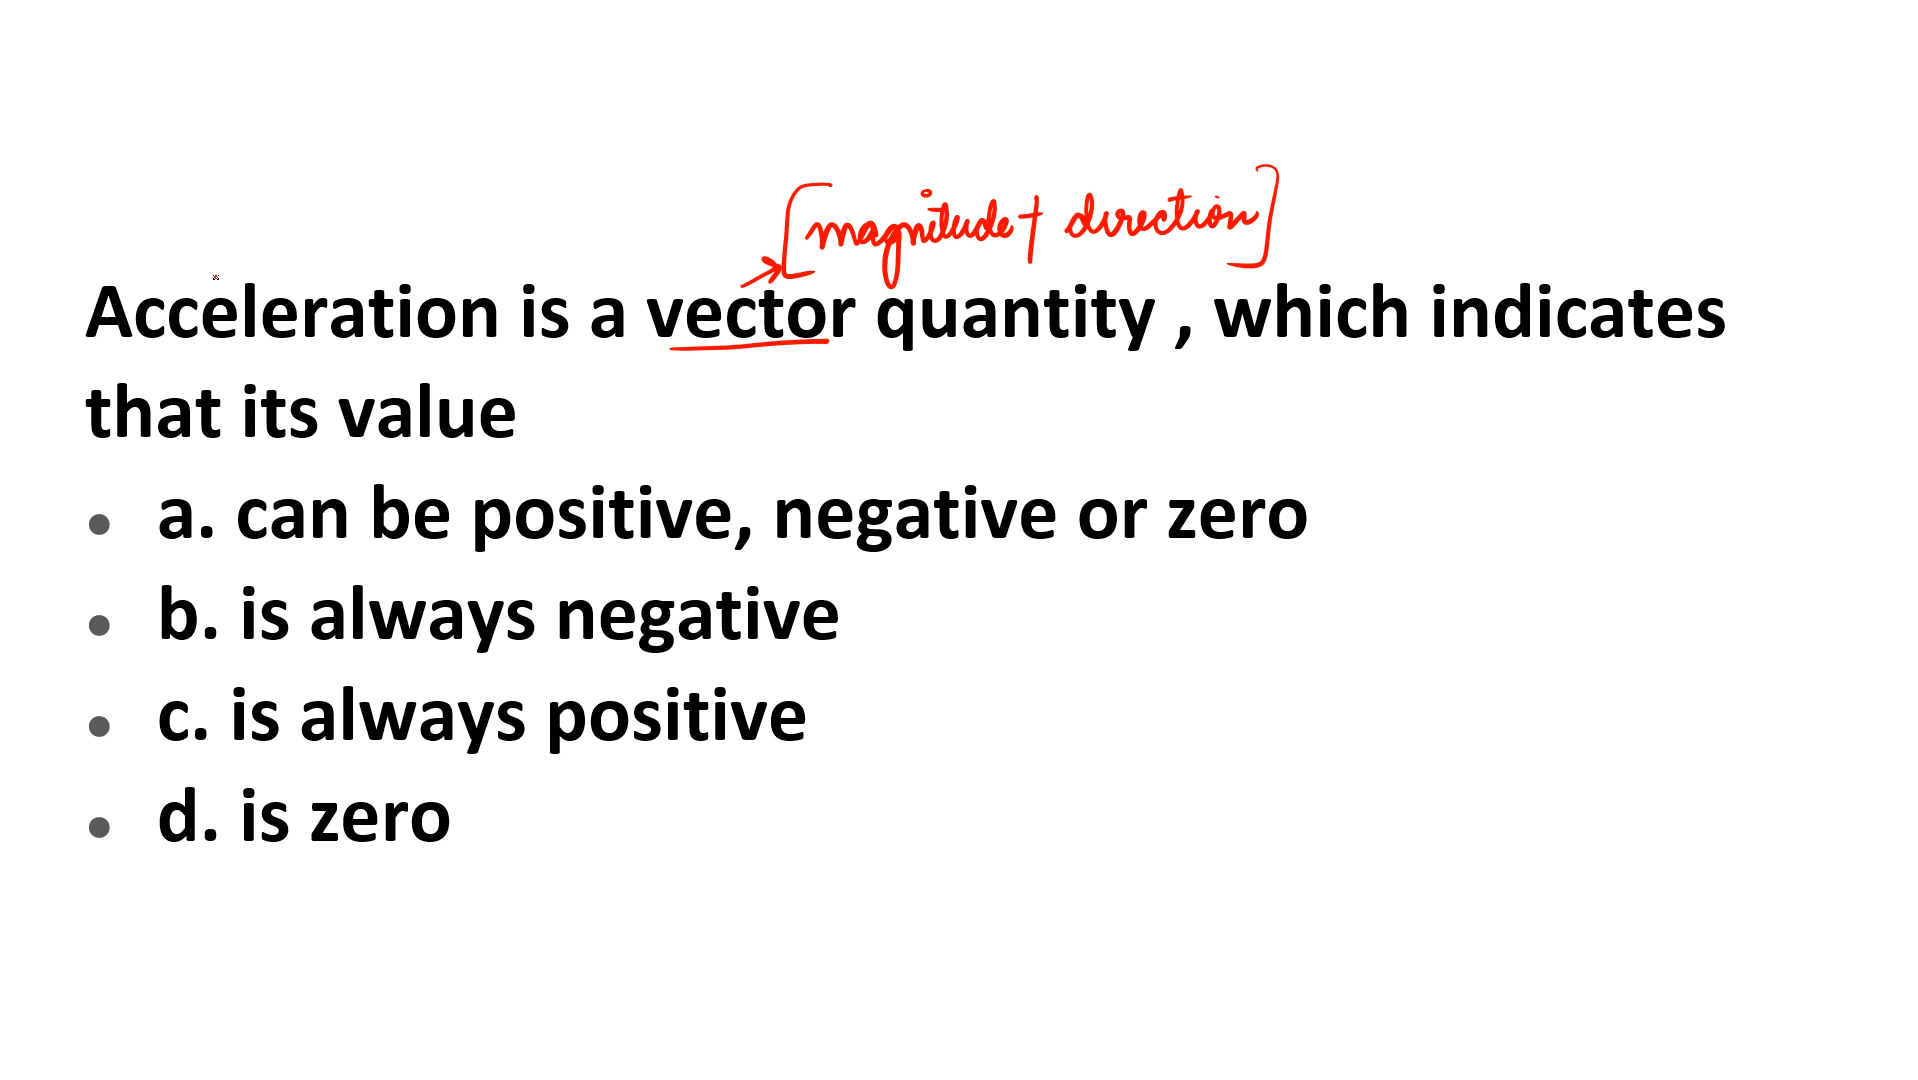 [magnitude + direction]
Acceleration is a vector quantity , which indicates
that its value
• a. can be positive, negative or zero
• b. is always negative
• c. is always positive
• d. is zero